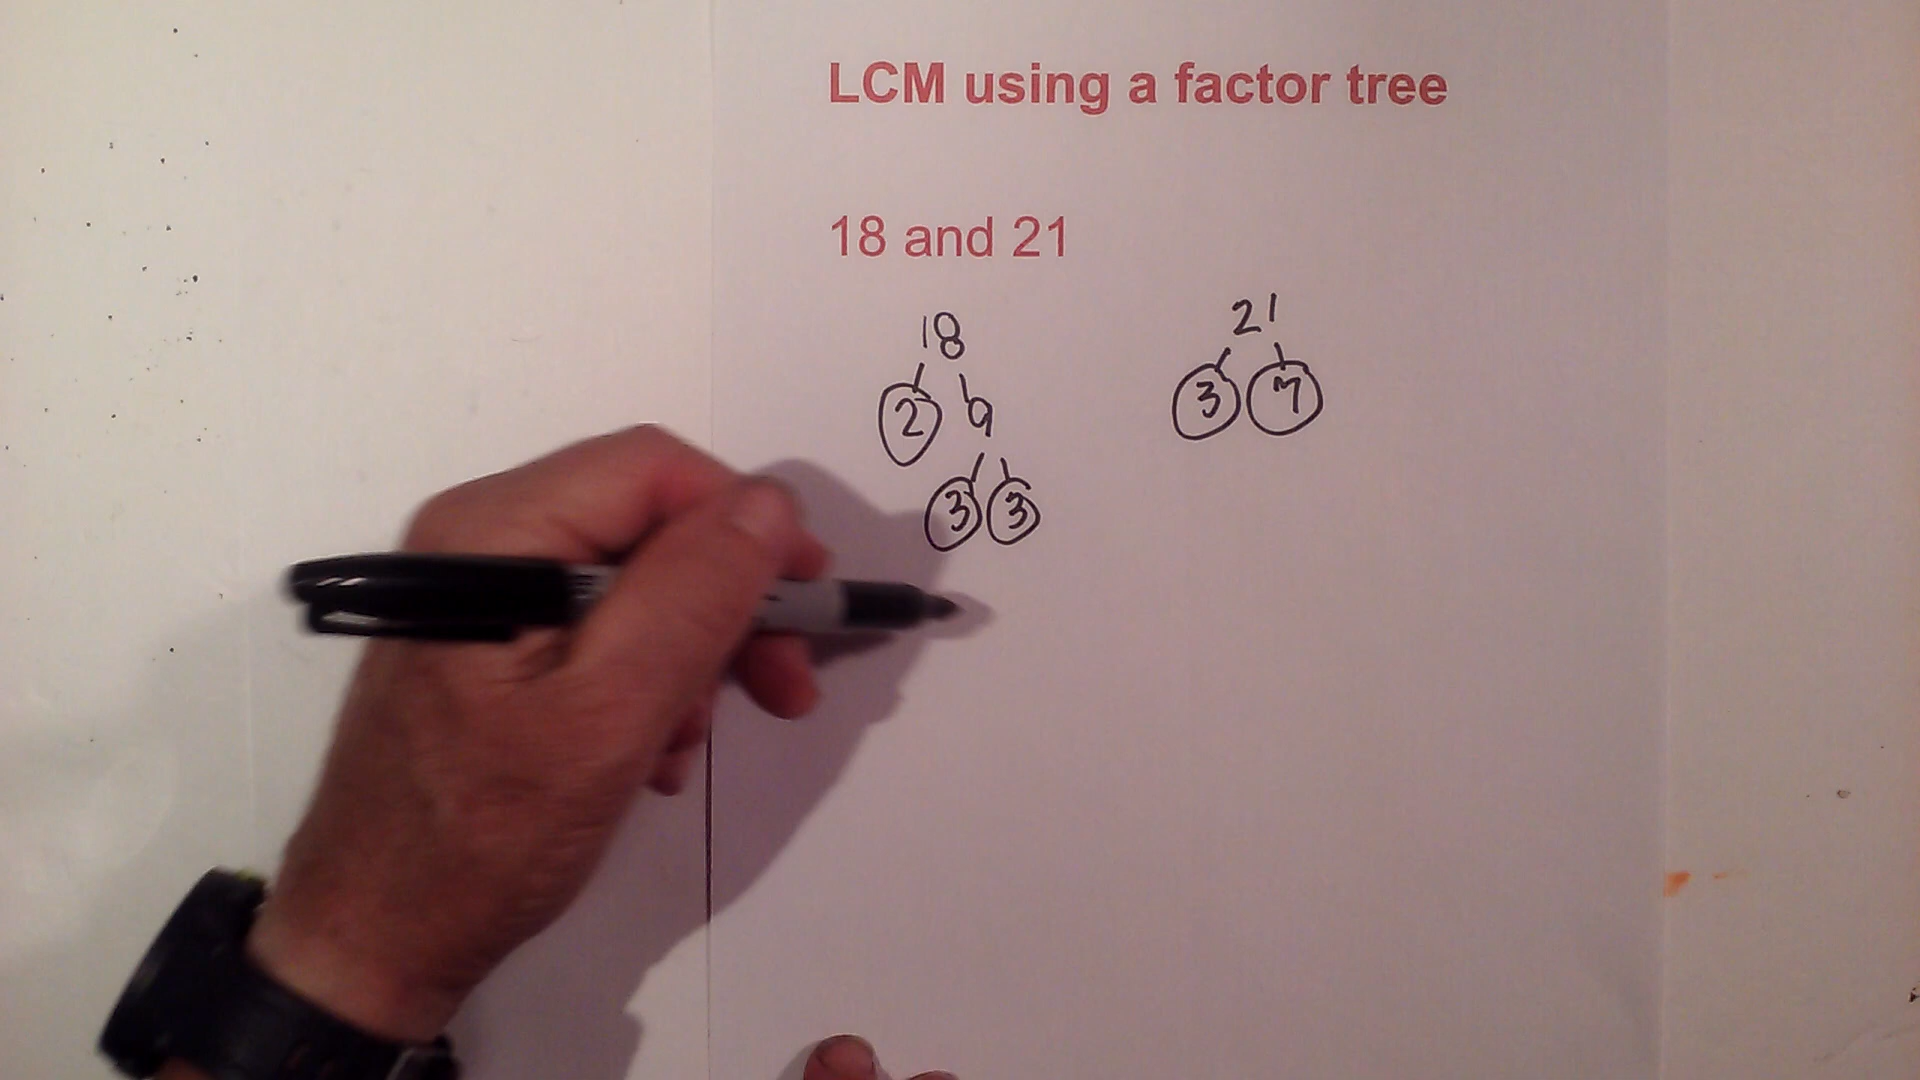 LCM using a factor tree
18 and 21
18 21
2 9 3 7
3 3